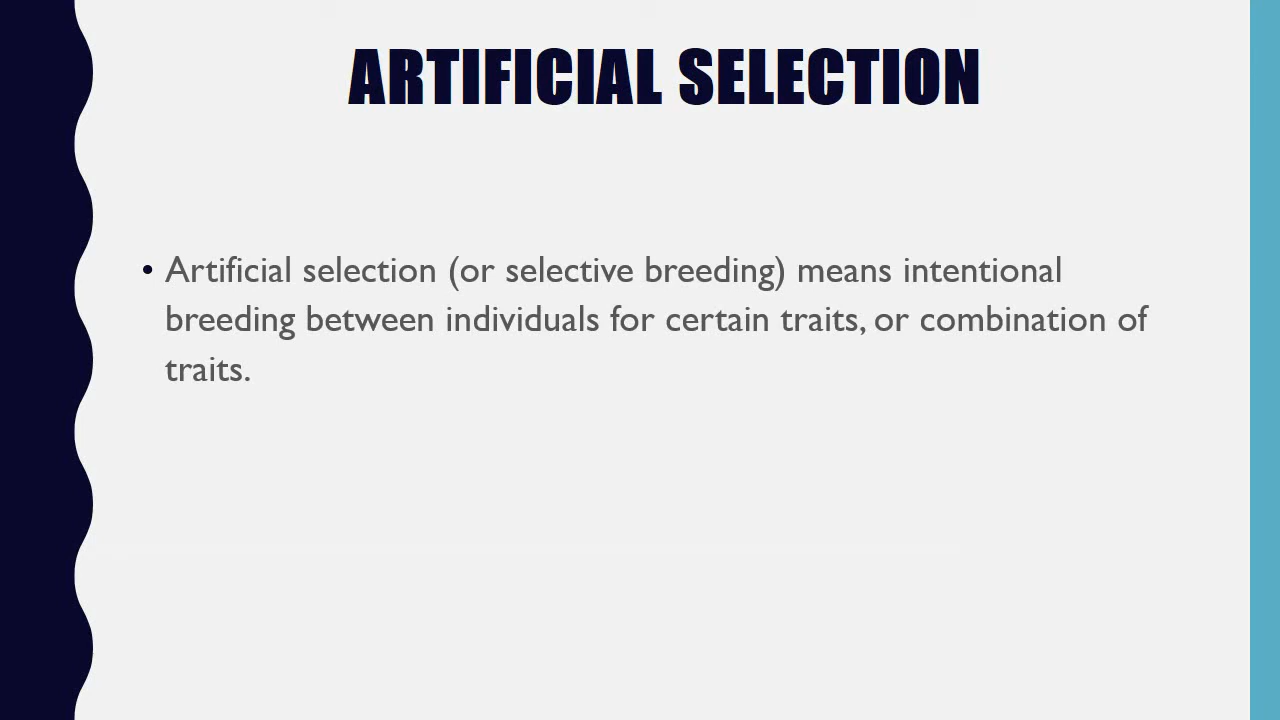 ARTIFICIAL SELECTION
• Artificial selection (or selective breeding) means intentional
breeding between individuals for certain traits, or combination of
traits.